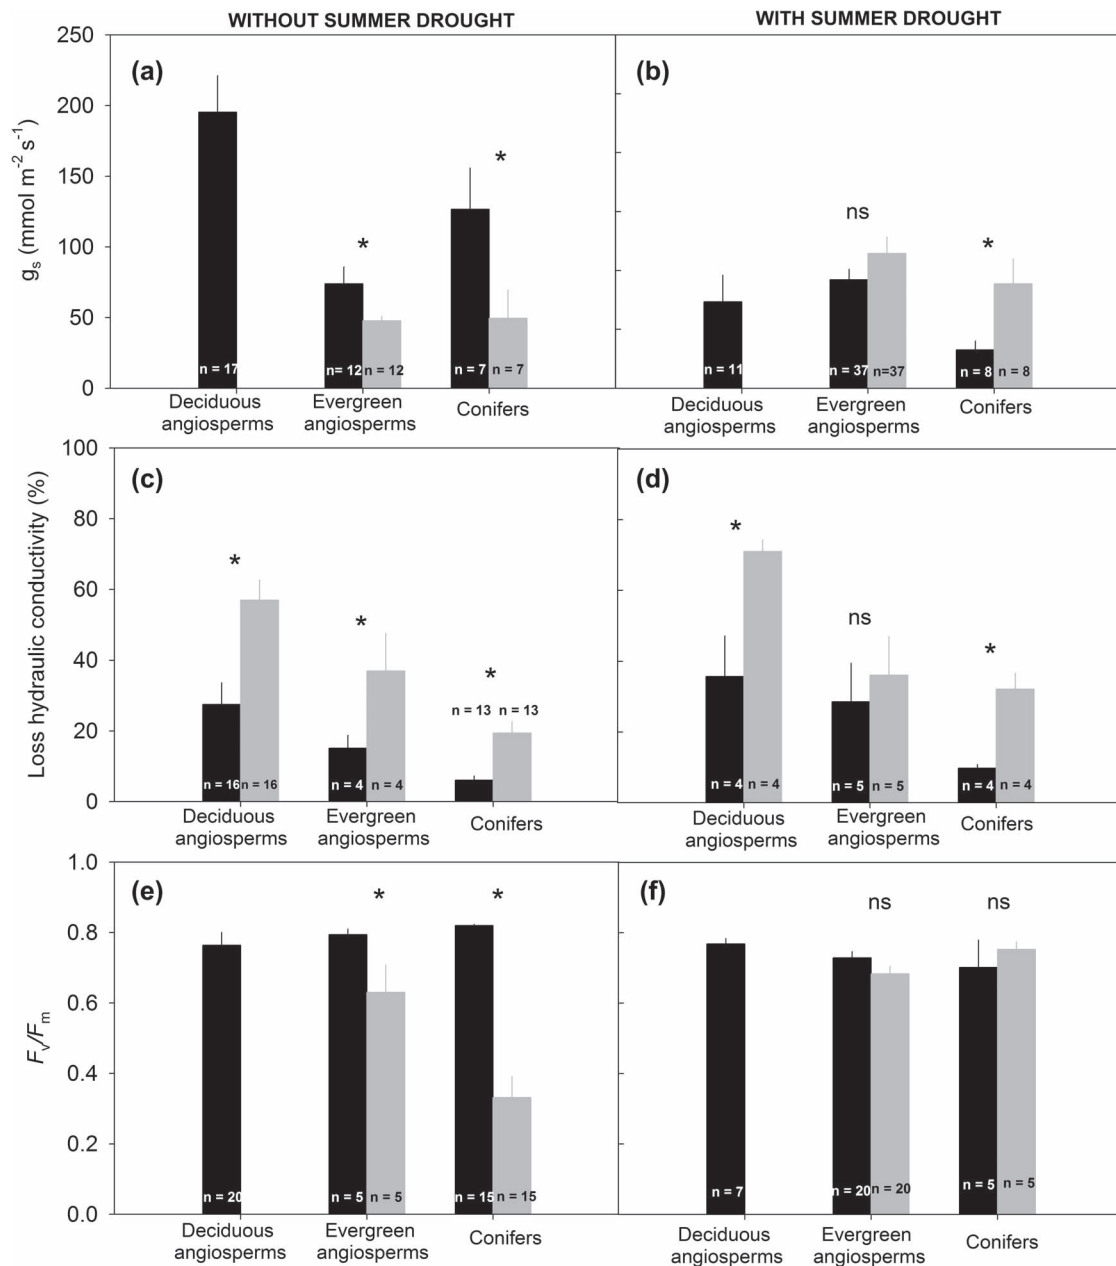 WITHOUT SUMMER DROUGHT
WITH SUMMER DROUGHT
250
200
150
100
50
0
gs (mmol m-2 s-1)
(a)
*
*
n = 17
n= 12
n = 12
n = 7
n = 7
Deciduous
angiosperms
Evergreen
angiosperms
Conifers
(b)
ns
*
n = 11
n = 37
n=37
n = 8
n = 8
Deciduous
angiosperms
Evergreen
angiosperms
Conifers
100
80
60
40
20
0
Loss hydraulic conductivity (%)
(c)
*
*
*
n = 13
n = 13
n = 16
n = 16
n = 4
n = 4
Deciduous
angiosperms
Evergreen
angiosperms
Conifers
(d)
*
ns
*
n = 4
n = 4
n = 5
n = 5
n = 4
n = 4
Deciduous
angiosperms
Evergreen
angiosperms
Conifers
1.0
0.8
0.6
0.4
0.2
0.0
Fv/Fm
(e)
*
*
n = 20
n = 5
n = 5
n = 15
n = 15
Deciduous
angiosperms
Evergreen
angiosperms
Conifers
(f)
ns
ns
n = 7
n = 20
n = 20
n = 5
n = 5
Deciduous
angiosperms
Evergreen
angiosperms
Conifers